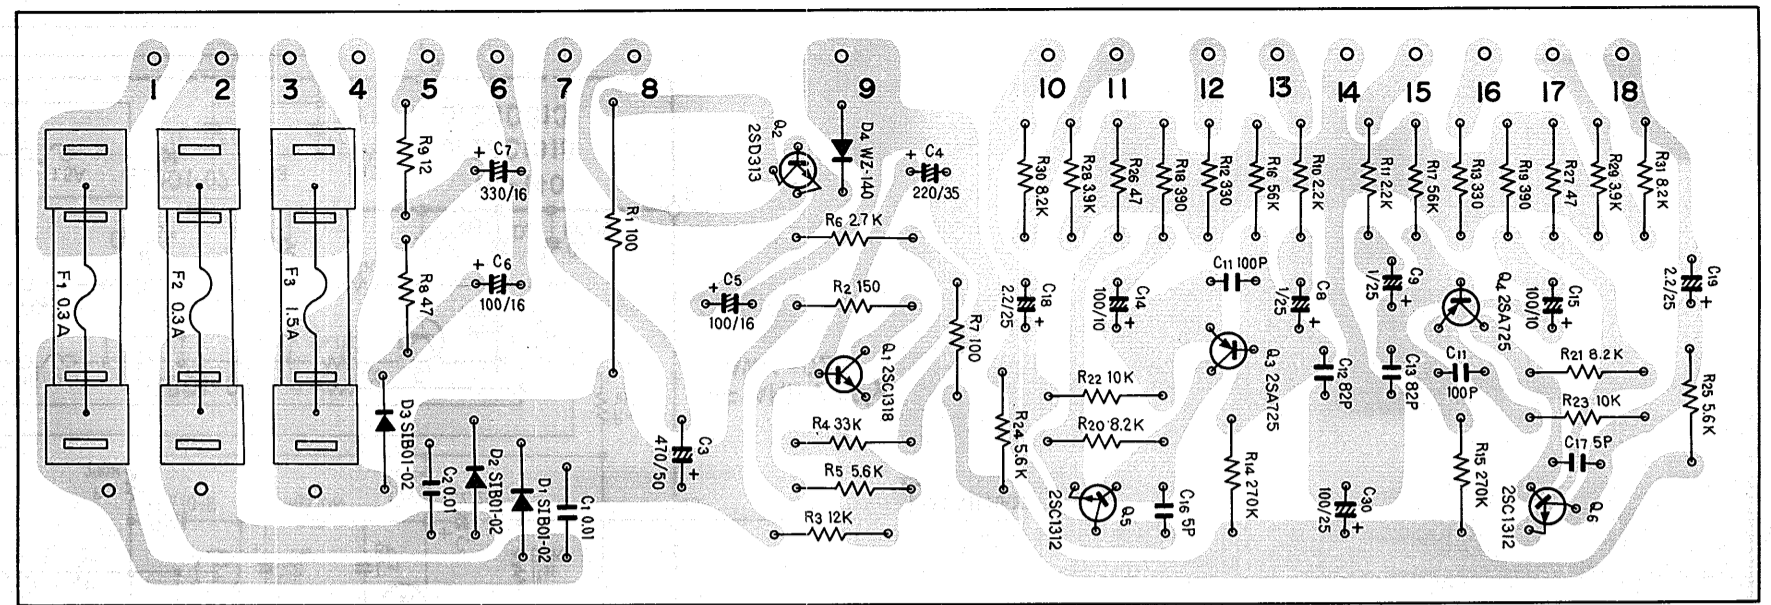 1 2 3 4 5 6 7 8 9 10 11 12 13 14 15 16 17 18
F1 0.3A
F2 0.3A
F3 1.5A
R9 12
R8 47
C7
+
330/16
C6
+
100/16
D3 SIB01-02
C2 0.01
D2 SIB01-02
D1 SIB01-02
C1 0.01
R1 100
C3
470/50
+
C5
+
100/16
Q2
2SD313
D4 WZ-140
C4
+
220/35
R6 2.7K
R2 150
Q1 2SC1318
R4 33K
R5 5.6K
R3 12K
R7 100
R30 8.2K
R28 3.9K
R26 47
R18 390
R12 330
R16 56K
R10 2.2K
R11 2.2K
R17 56K
R13 330
R19 390
R27 47
R29 3.9K
R31 8.2K
C18
2.2/25
+
C14
100/10
+
C11 100P
C8
1/25
+
C9
1/25
+
Q4 2SA725
C15
100/10
+
C19
2.2/25
+
Q3 2SA725
C12 82P
C13 82P
C11
100P
R21 8.2K
R23 10K
R25 5.6K
R22 10K
R20 8.2K
R24 5.6K
Q5
2SC1312
C16 5P
R14 270K
C30
100/25
+
R15 270K
C17 5P
Q6
2SC1312